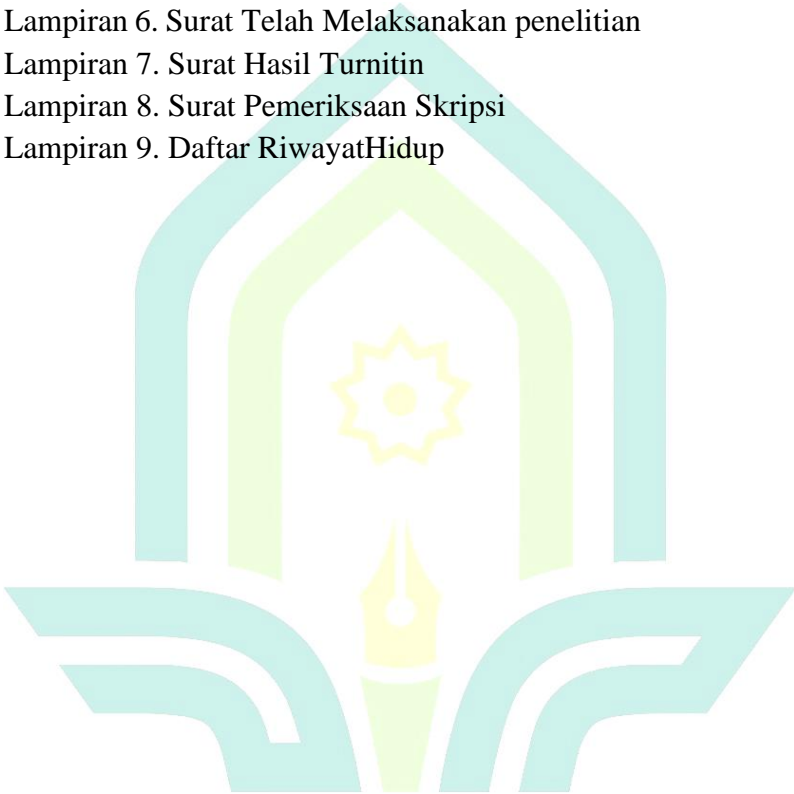 Lampiran 6. Surat Telah Melaksanakan penelitian
Lampiran 7. Surat Hasil Turnitin
Lampiran 8. Surat Pemeriksaan Skripsi
Lampiran 9. Daftar RiwayatHidup